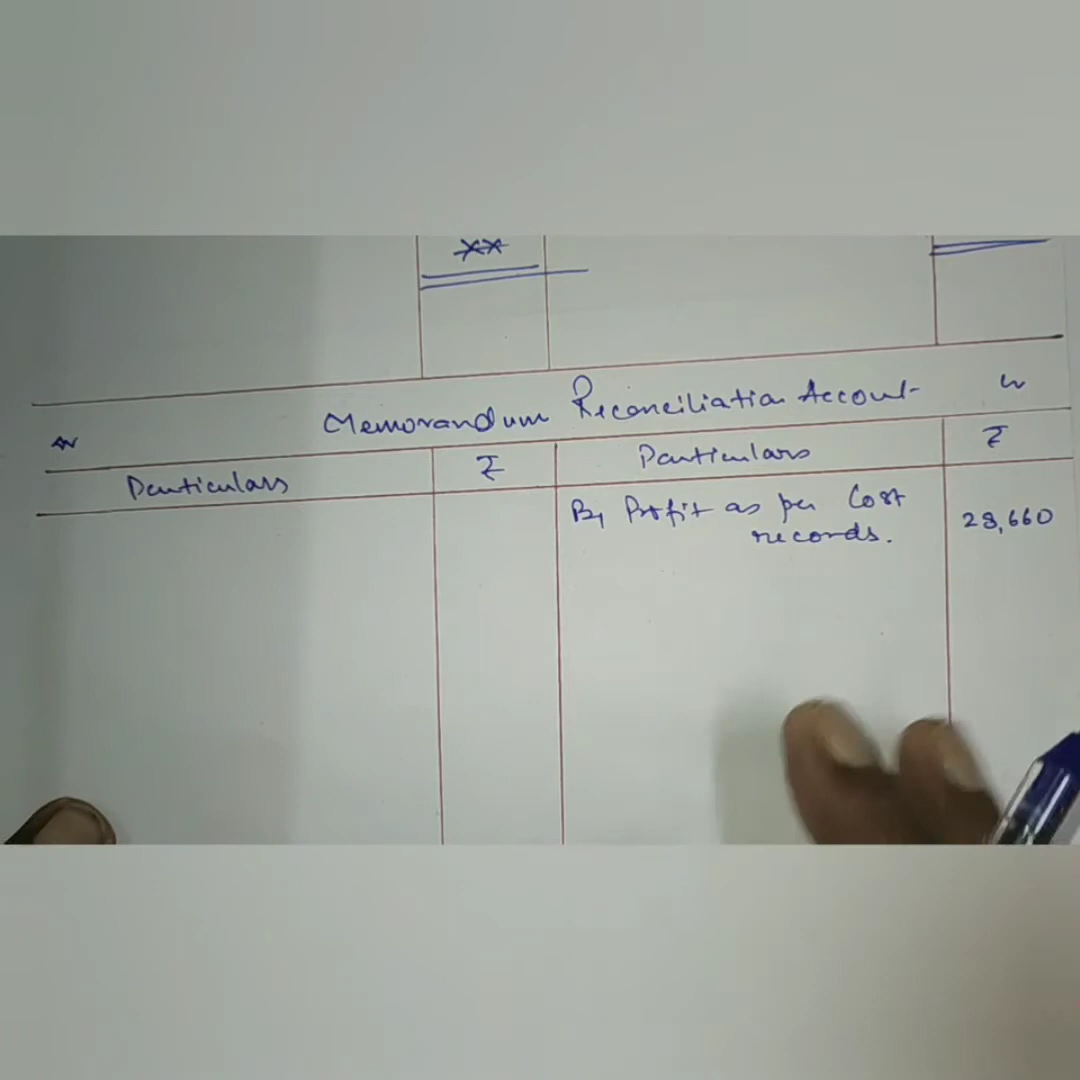 xx
Memorandum Reconciliation Account
Particulars ₹ Particulars ₹
By Profit as per Cost
records. 28,660